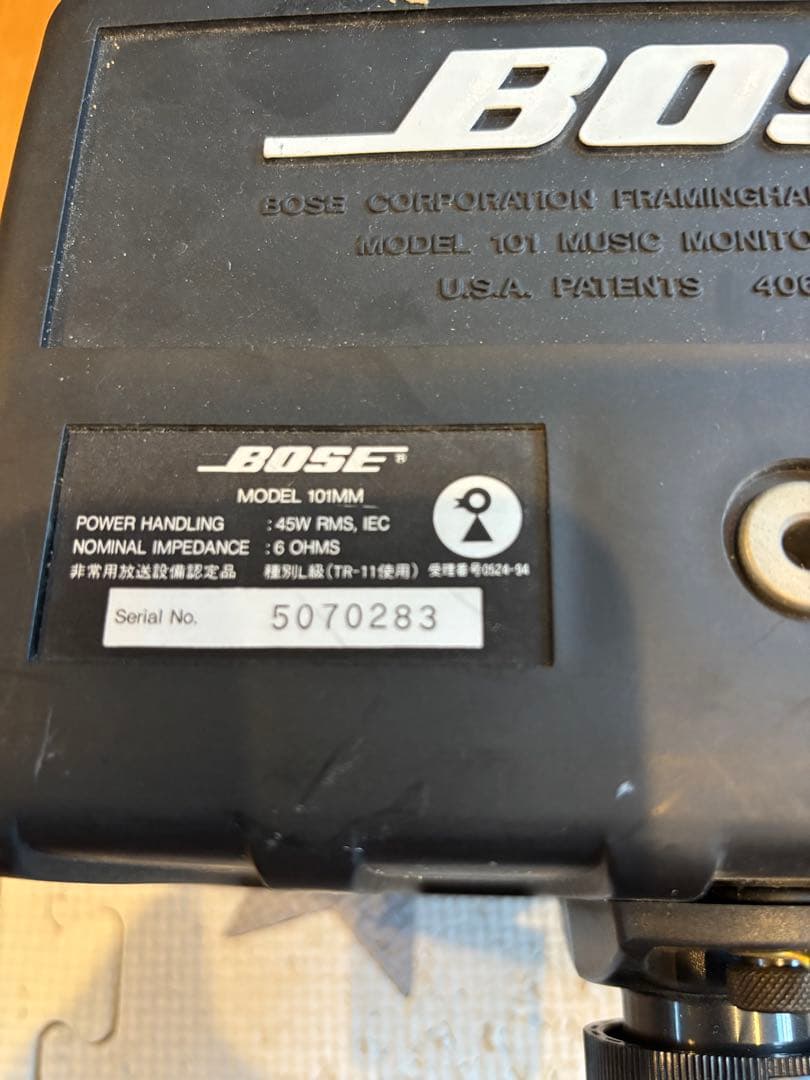 BOS
BOSE CORPORATION FRAMINGHA
MODEL 101 MUSIC MONITO
U.S.A. PATENTS 406
BOSE®
MODEL 101MM
POWER HANDLING : 45W RMS, IEC
NOMINAL IMPEDANCE : 6 OHMS
非常用放送設備認定品 種別L級(TR-11使用) 受理番号0524-94
Serial No. 5070283